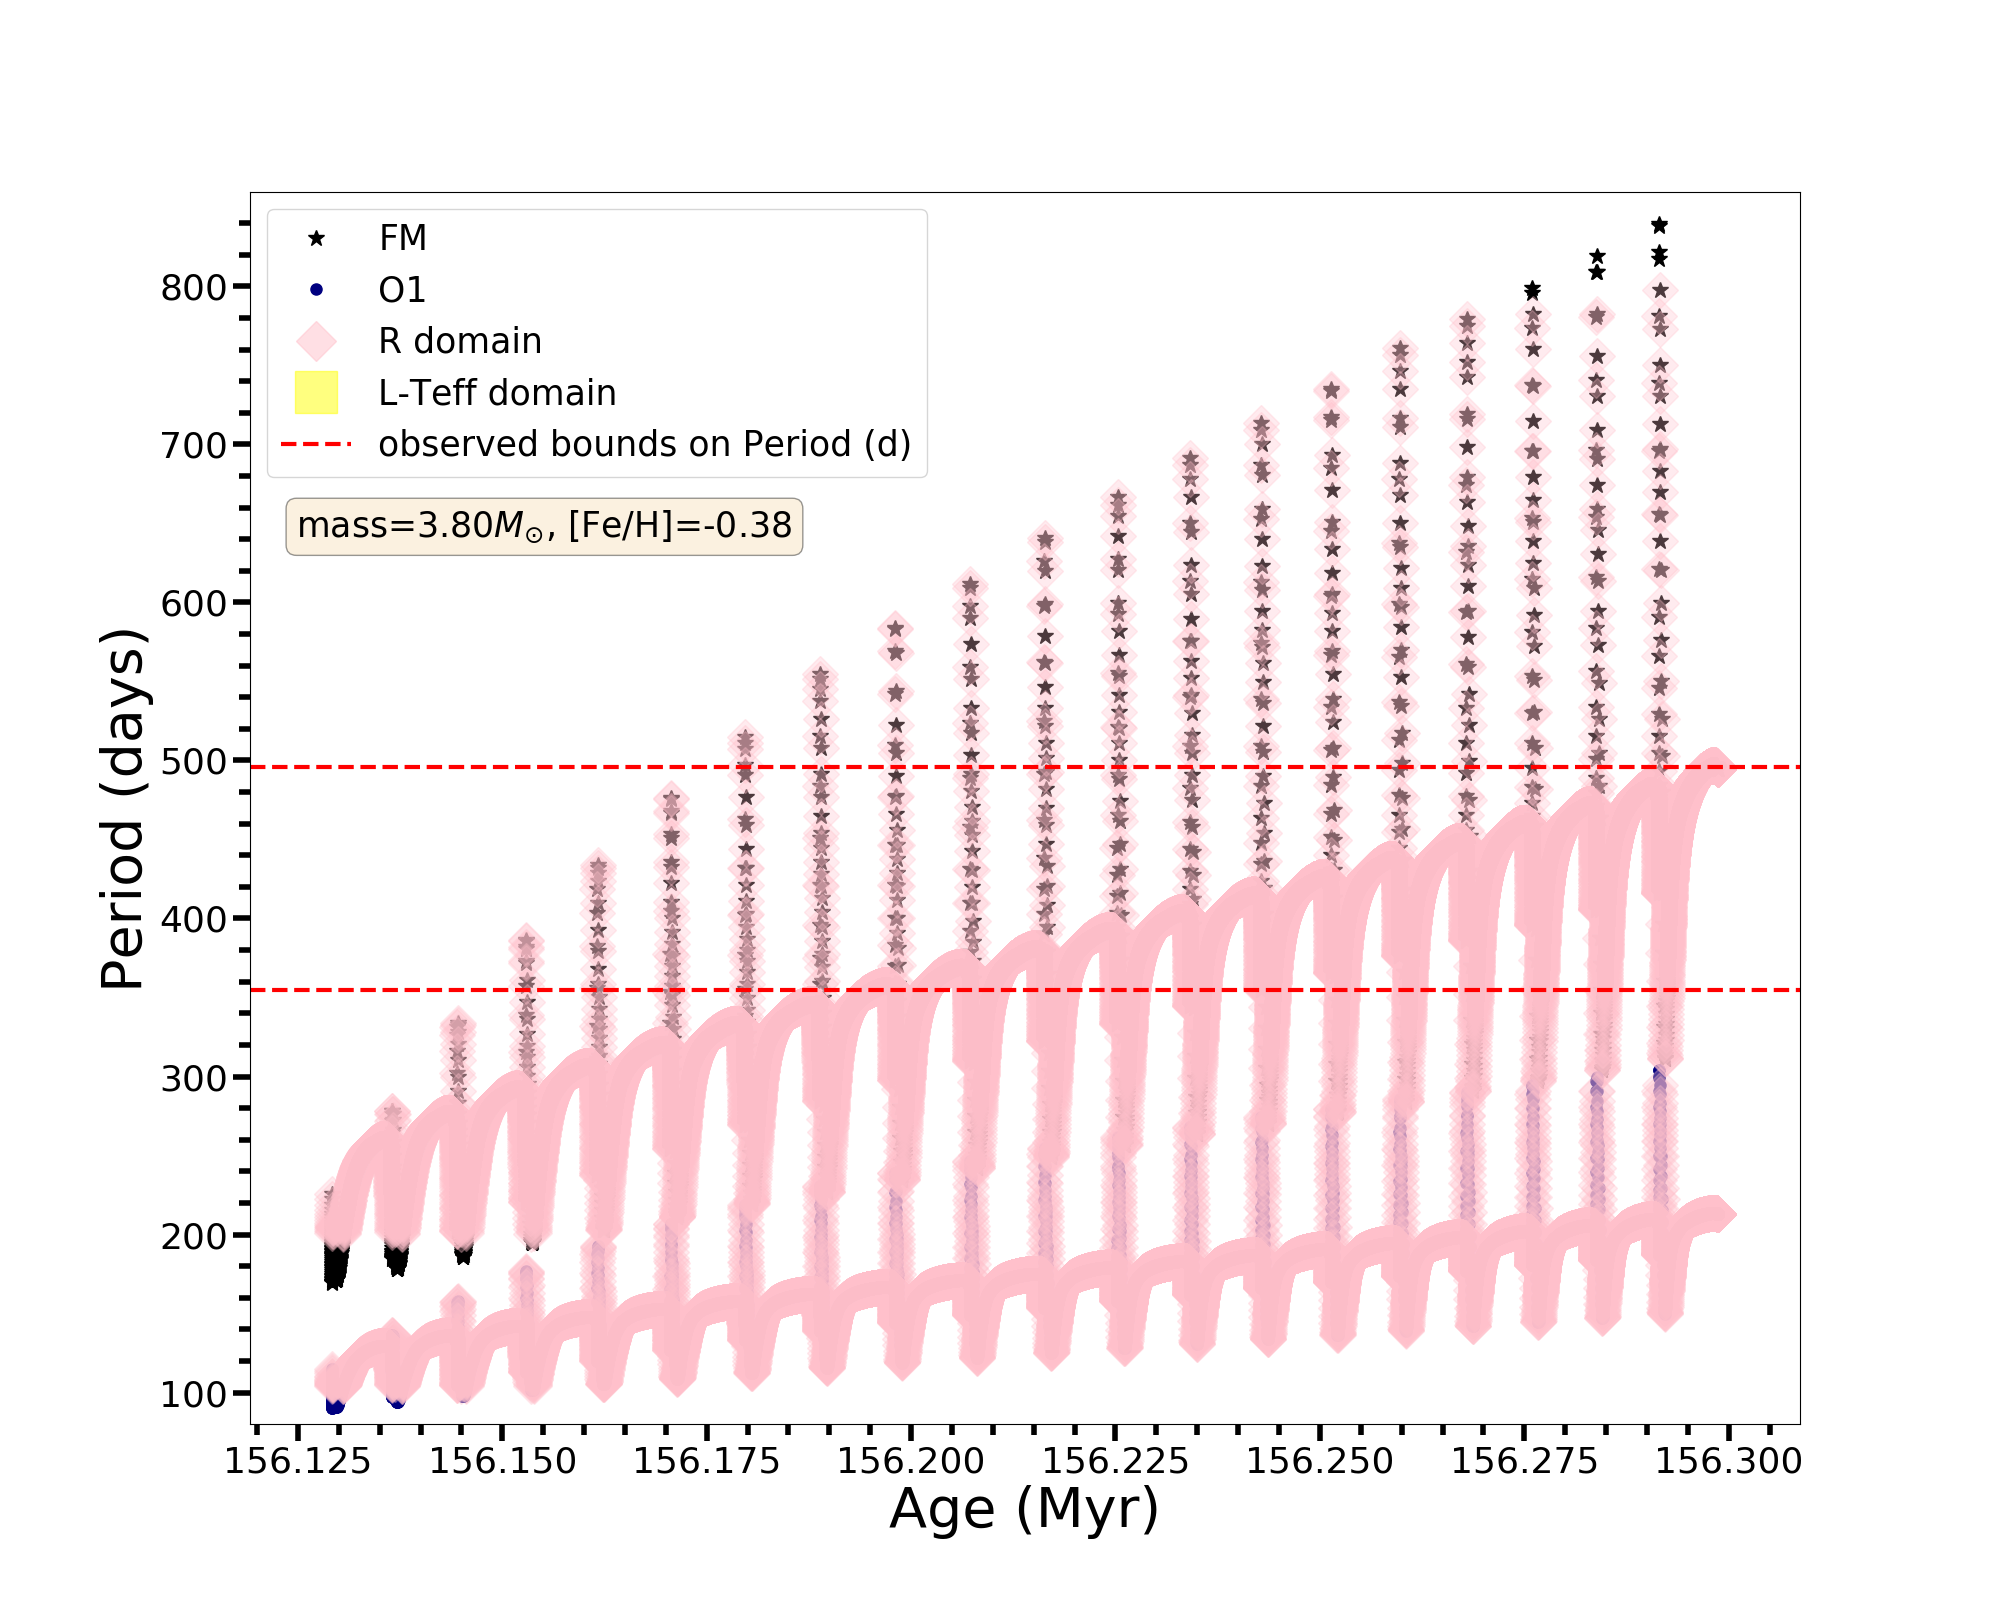 FM
O1
R domain
L-Teff domain
observed bounds on Period (d)
mass=3.80M☉, [Fe/H]=-0.38
Period (days)
800
700
600
500
400
300
200
100
156.125 156.150 156.175 156.200 156.225 156.250 156.275 156.300
Age (Myr)